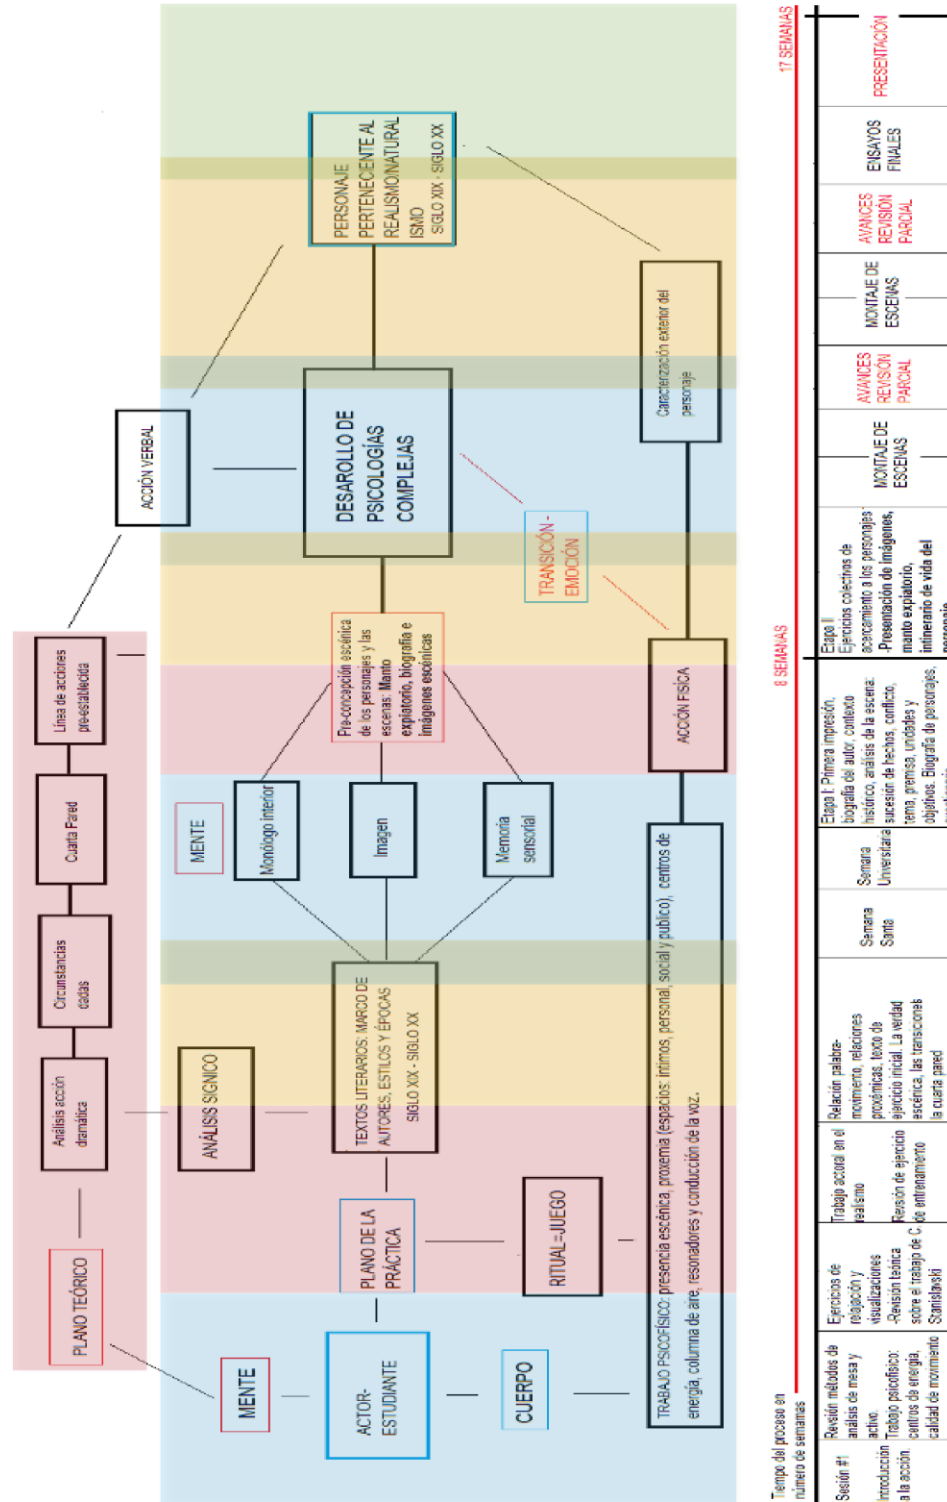 PLANO TEÓRICO
Análisis acción
dramática
Circunstancias
dadas
Cuarta Pared
Línea de acciones
pre-establecida
ANÁLISIS SIGNICO
ACCIÓN VERBAL
MENTE
ACTOR-
ESTUDIANTE
CUERPO
PLANO DE LA
PRÁCTICA
RITUAL=JUEGO
TEXTOS LITERARIOS: MARCO DE
AUTORES, ESTILOS Y ÉPOCAS
SIGLO XIX - SIGLO XX
MENTE
Monólogo interior
Imagen
Memoria
sensorial
Pre-concepción escénica
de los personajes y las
escenas: Manto
expiatorio, biografía e
imágenes escénicas
DESAROLLO DE
PSICOLOGÍAS
COMPLEJAS
TRANSICIÓN -
EMOCIÓN
PERSONAJE
PERTENECIENTE AL
REALISMO/NATURAL
ISMO
SIGLO XIX - SIGLO XX
TRABAJO PSICOFÍSICO: presencia escénica, proxemia (espacios: íntimos, personal, social y publico), centros de
energía, columna de aire, resonadores y conducción de la voz.
ACCIÓN FISÍCA
Caracterización exterior del
personaje
Tiempo del proceso en
número de semamas
8 SEMANAS
17 SEMANAS
Sesión #1
Introducción
a la acción.
Revsión métodos de
análisis de mesa y
activo.
Trabajo psicofísico:
centros de energía,
calidad de movimiento
Ejercicios de
relajación y
visualizaciones
-Revisión teórica
sobre el trabajo de C.
Stanislavski
Trabajo actoral en el
realismo
Revisión de ejercicio
de entrenamiento
Relación palabra-
movimiento, relaciones
proxémicas, texto de
ejercicio inicial. La verdad
escénica, las transiciones
la cuarta pared
Semana
Santa
Semana
Universitaria
Etapa I: Primera impresión,
biografía del autor, contexto
histórico, análisis de la escena:
sucesión de hechos, conflicto,
tema, premisa, unidades y
objetivos. Biografía de personajes,
Etapa II
Ejercicios colectivos de
acercamiento a los personajes
-Presentación de imágenes,
manto expiatorio,
intinerario de vida del
personaje
MONTAJE DE
ESCENAS
AVANCES
REVISIÓN
PARCIAL
MONTAJE DE
ESCENAS
AVANCES
REVISIÓN
PARCIAL
ENSAYOS
FINALES
PRESENTACIÓN